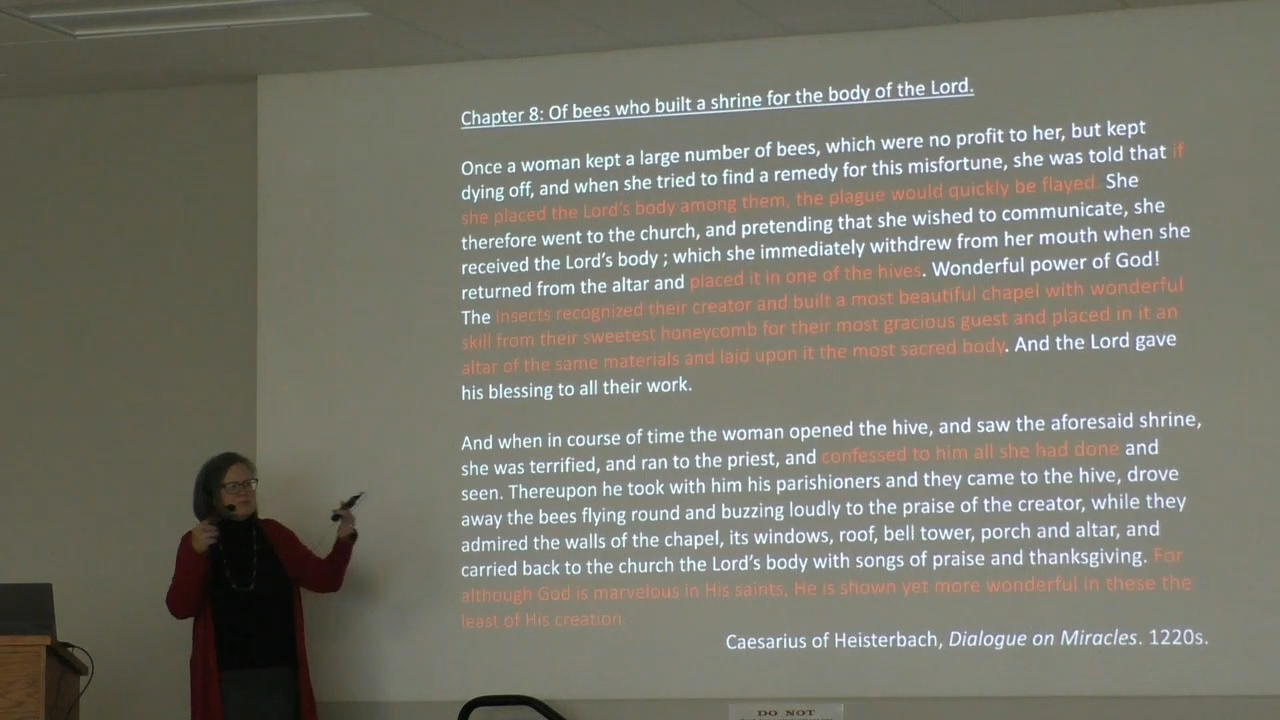 Chapter 8: Of bees who built a shrine for the body of the Lord.
Once a woman kept a large number of bees, which were no profit to her, but kept
dying off, and when she tried to find a remedy for this misfortune, she was told that if
she placed the Lord's body among them, the plague would quickly be flayed. She
therefore went to the church, and pretending that she wished to communicate, she
received the Lord's body ; which she immediately withdrew from her mouth when she
returned from the altar and placed it in one of the hives. Wonderful power of God!
The insects recognized their creator and built a most beautiful chapel with wonderful
skill from their sweetest honeycomb for their most gracious guest and placed in it an
altar of the same materials and laid upon it the most sacred body. And the Lord gave
his blessing to all their work.
And when in course of time the woman opened the hive, and saw the aforesaid shrine,
she was terrified, and ran to the priest, and confessed to him all she had done and
seen. Thereupon he took with him his parishioners and they came to the hive, drove
away the bees flying round and buzzing loudly to the praise of the creator, while they
admired the walls of the chapel, its windows, roof, bell tower, porch and altar, and
carried back to the church the Lord's body with songs of praise and thanksgiving. For
although God is marvelous in His saints, He is shown yet more wonderful in these the
least of His creation
Caesarius of Heisterbach, Dialogue on Miracles. 1220s.
DO NOT